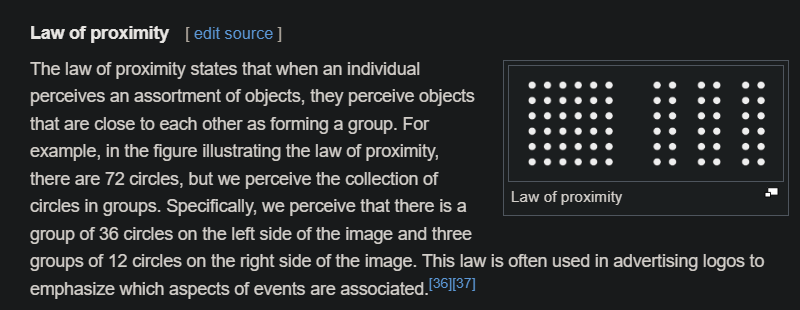 Law of proximity [ edit source ]
The law of proximity states that when an individual
perceives an assortment of objects, they perceive objects
that are close to each other as forming a group. For
example, in the figure illustrating the law of proximity,
there are 72 circles, but we perceive the collection of
circles in groups. Specifically, we perceive that there is a
group of 36 circles on the left side of the image and three
groups of 12 circles on the right side of the image. This law is often used in advertising logos to
emphasize which aspects of events are associated.[36][37]
Law of proximity